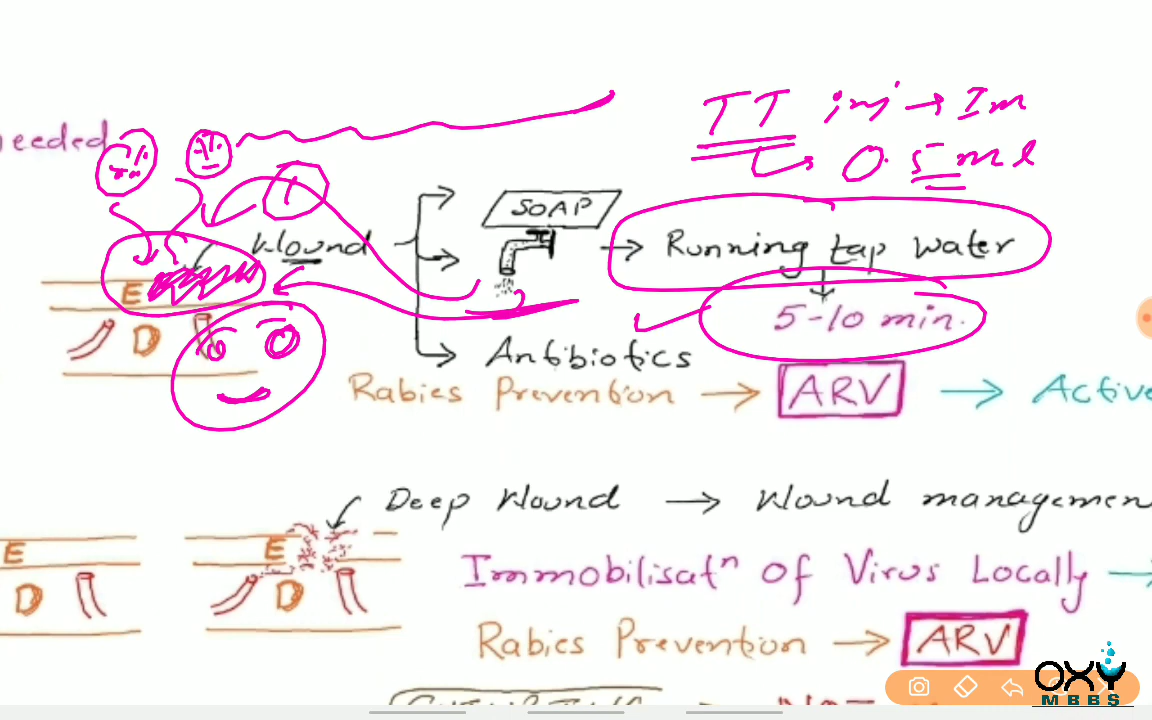 TT inj → Im
↳ 0.5 ml
eeded
SOAP
Wound → Running tap water
E
D
5-10 min.
Antibiotics
Rabies Prevention → ARV → Active
Deep Wound → Wound managemen
E E
D D
Immobilisatⁿ of Virus Locally →
Rabies Prevention → ARV
OXY
MBBS